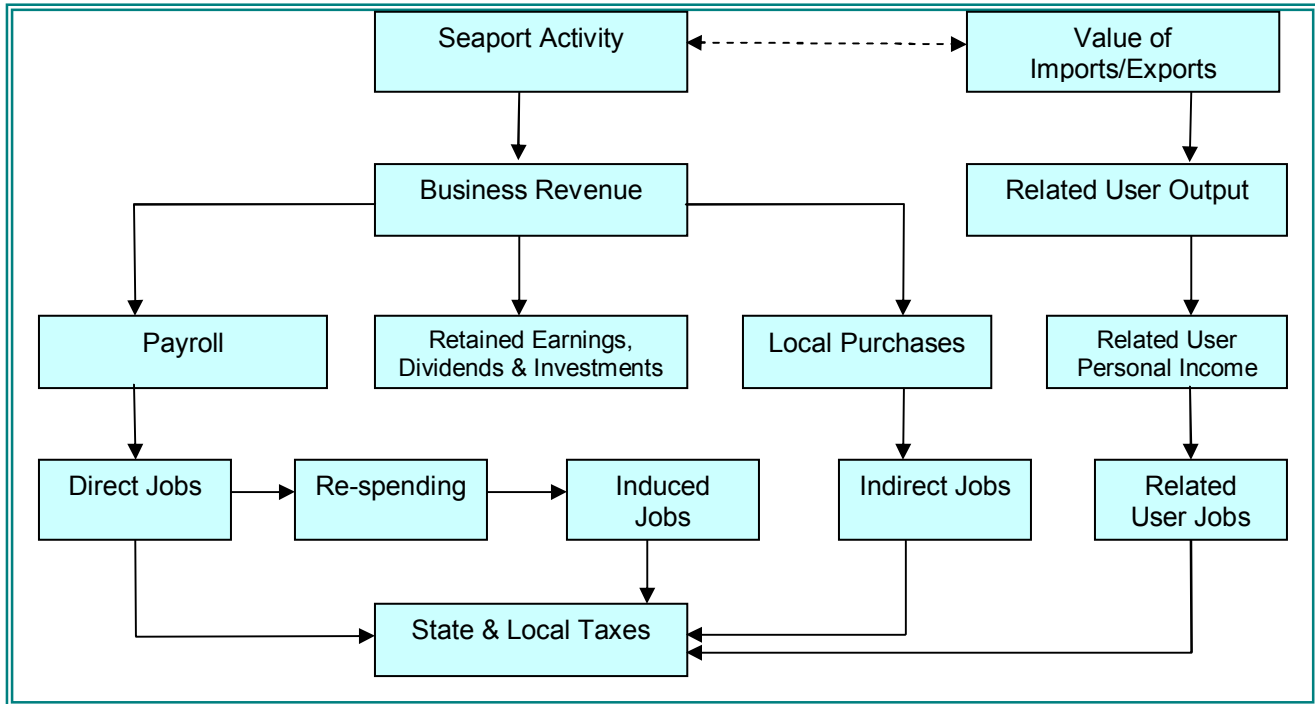 Seaport Activity
Value of
Imports/Exports
Business Revenue
Related User Output
Payroll
Retained Earnings,
Dividends & Investments
Local Purchases
Related User
Personal Income
Direct Jobs
Re-spending
Induced
Jobs
Indirect Jobs
Related
User Jobs
State & Local Taxes